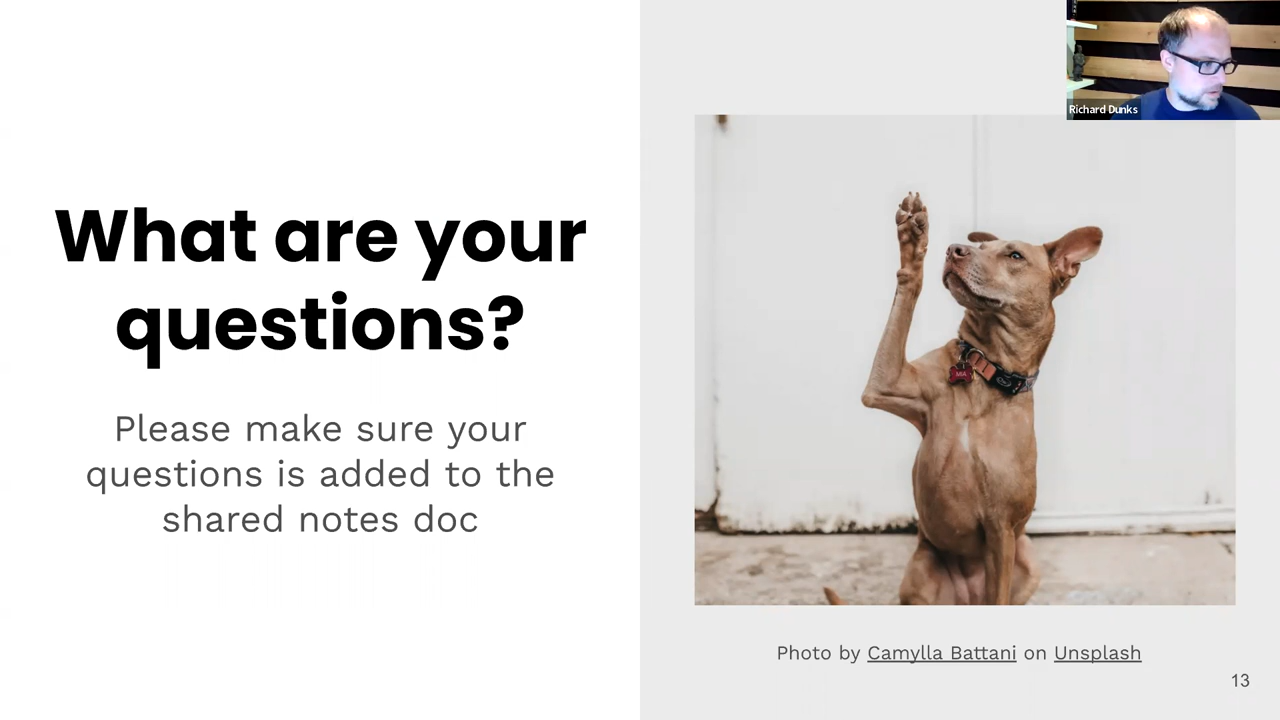 What are your
questions?
Please make sure your
questions is added to the
shared notes doc
Richard Dunks
MIA
Photo by Camylla Battani on Unsplash
13